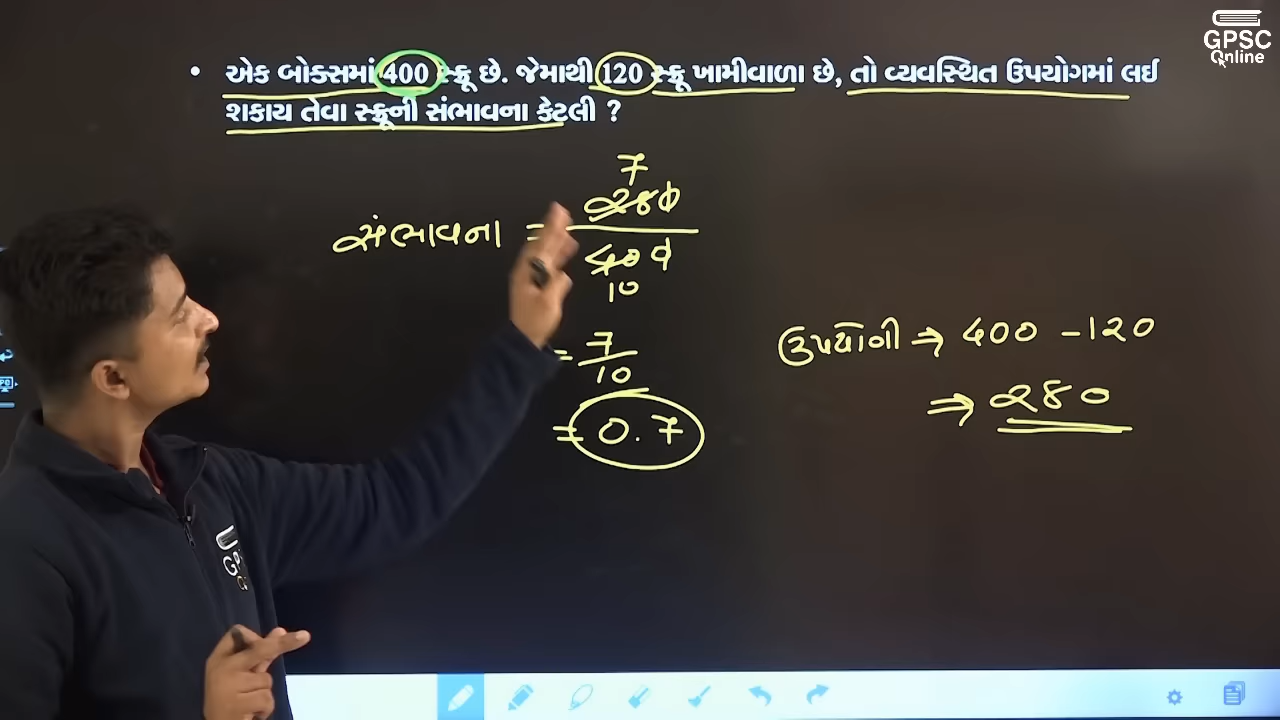 GPSC
Online
• એક બોક્સમાં 400 સ્ક્રૂ છે. જેમાથી 120 સ્ક્રૂ ખામીવાળા છે, તો વ્યવસ્થિત ઉપયોગમાં લઈ
શકાય તેવા સ્ક્રૂની સંભાવના કેટલી ?
7
સંભાવના = 280
400
10
= 7
10
= 0.7
ઉપયોગી ⇒ 400 - 120
⇒ 280